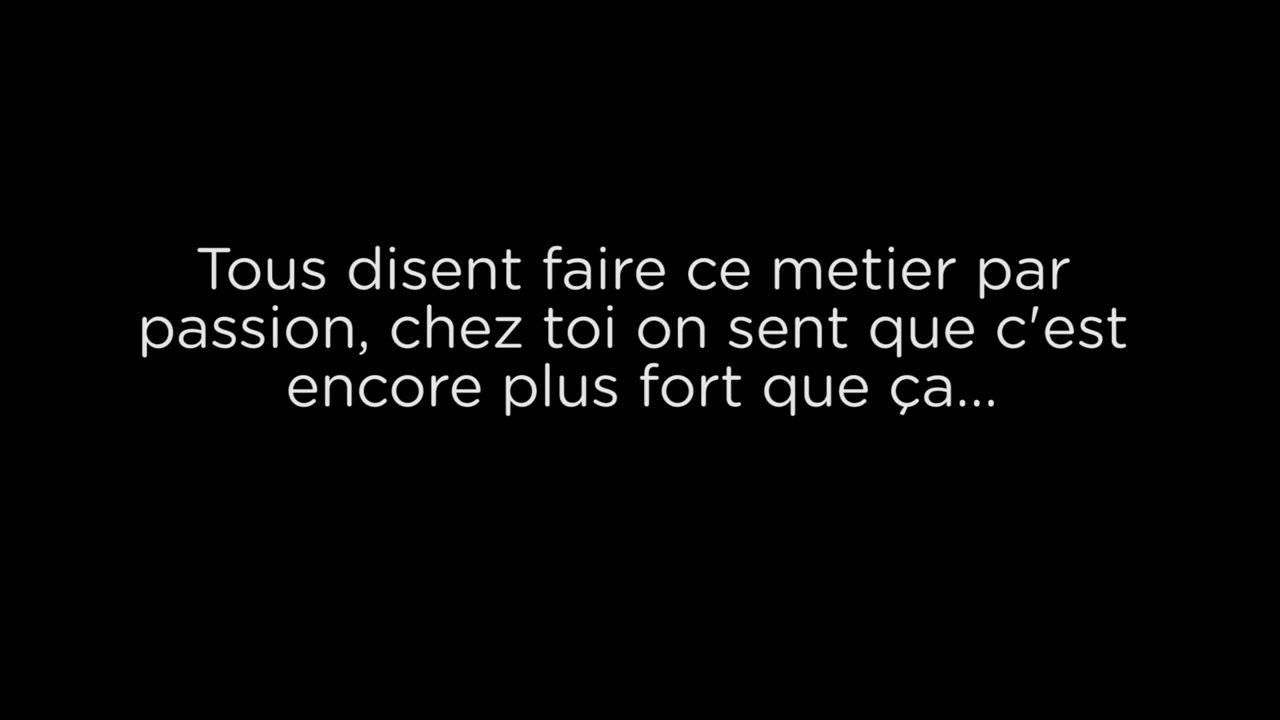 Tous disent faire ce metier par
passion, chez toi on sent que c'est
encore plus fort que ça...